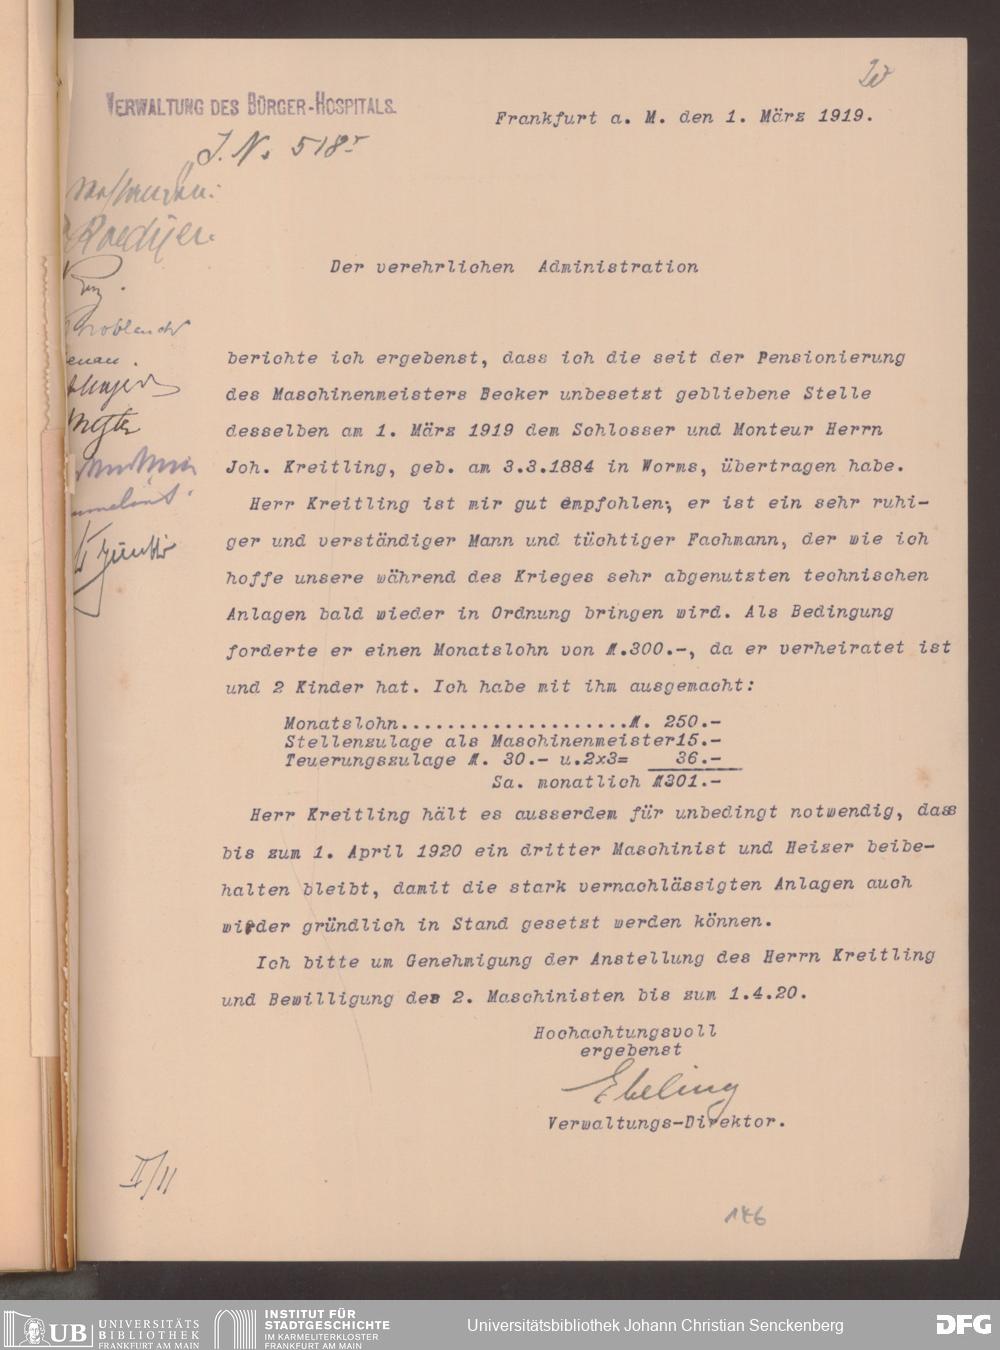 VERWALTUNG DES BÜRGER-HOSPITALS.
J. N. 518
Frankfurt a. M. den 1. März 1919.
Roediger.
Der verehrlichen Administration
berichte ich ergebenst, dass ich die seit der Pensionierung
des Maschinenmeisters Becker unbesetzt gebliebene Stelle
desselben am 1. März 1919 dem Schlosser und Monteur Herrn
Joh. Kreitling, geb. am 3.3.1884 in Worms, übertragen habe.
Herr Kreitling ist mir gut empfohlen; er ist ein sehr ruhi-
ger und verständiger Mann und tüchtiger Fachmann, der wie ich
hoffe unsere während des Krieges sehr abgenutzten technischen
Anlagen bald wieder in Ordnung bringen wird. Als Bedingung
forderte er einen Monatslohn von M.300.-, da er verheiratet ist
und 2 Kinder hat. Ich habe mit ihm ausgemacht:
Monatslohn....................M. 250.-
Stellenzulage als Maschinenmeister15.-
Teuerungszulage M. 30.- u.2x3= 36.-
Sa. monatlich M301.-
Herr Kreitling hält es ausserdem für unbedingt notwendig, dass
bis zum 1. April 1920 ein dritter Maschinist und Heizer beibe-
halten bleibt, damit die stark vernachlässigten Anlagen auch
wieder gründlich in Stand gesetzt werden können.
Ich bitte um Genehmigung der Anstellung des Herrn Kreitling
und Bewilligung des 2. Maschinisten bis zum 1.4.20.
Hochachtungsvoll
ergebenst
Ebeling
Verwaltungs-Direktor.
II/11
146
UB UNIVERSITÄTS
BIBLIOTHEK
FRANKFURT AM MAIN
INSTITUT FÜR
STADTGESCHICHTE
IM KARMELITERKLOSTER
FRANKFURT AM MAIN
Universitätsbibliothek Johann Christian Senckenberg
DFG